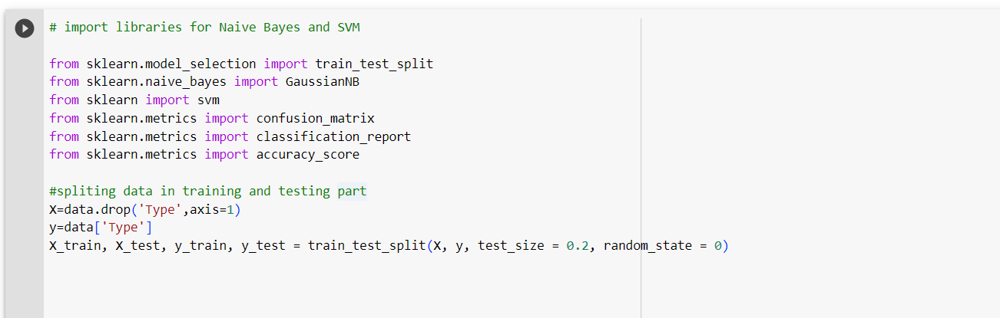 # import libraries for Naive Bayes and SVM
from sklearn.model_selection import train_test_split
from sklearn.naive_bayes import GaussianNB
from sklearn import svm
from sklearn.metrics import confusion_matrix
from sklearn.metrics import classification_report
from sklearn.metrics import accuracy_score
#spliting data in training and testing part
X=data.drop('Type',axis=1)
y=data['Type']
X_train, X_test, y_train, y_test = train_test_split(X, y, test_size = 0.2, random_state = 0)